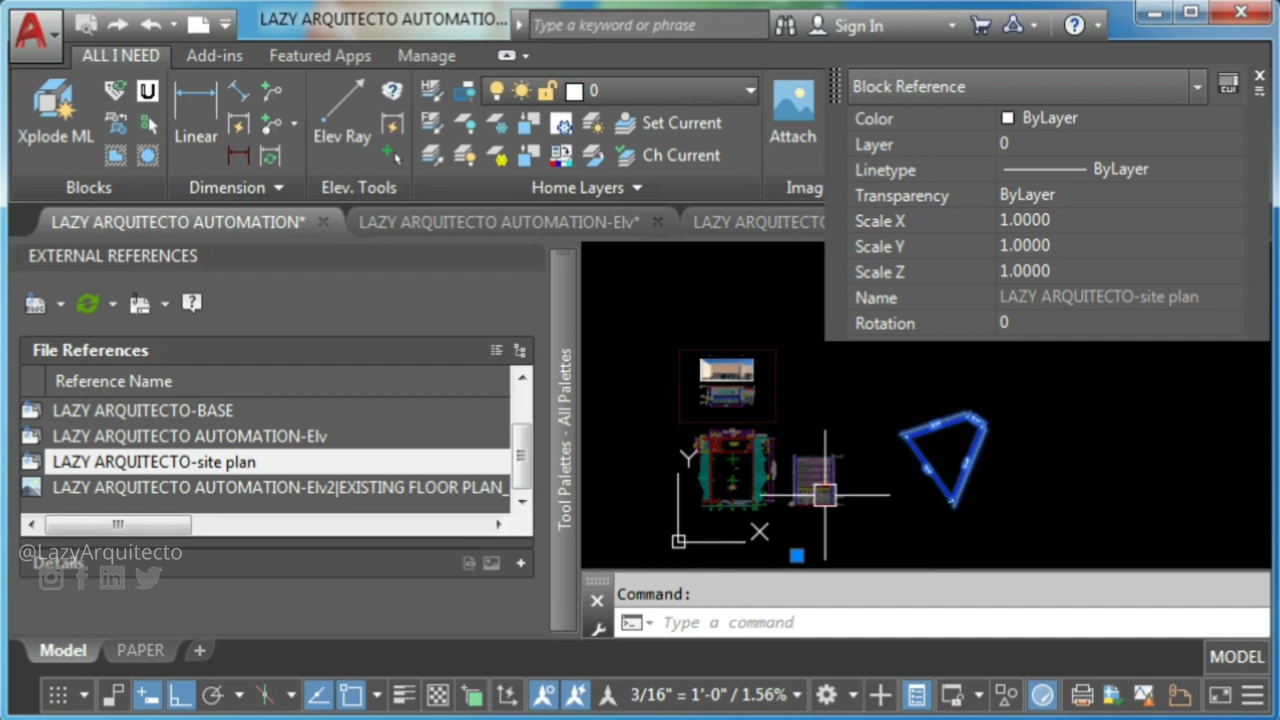 LAZY ARQUITECTO AUTOMATIO...
Type a keyword or phrase
Sign In
ALL I NEED
Add-ins
Featured Apps
Manage
Xplode ML
Linear
Elev Ray
0
Set Current
Ch Current
Attach
Blocks
Dimension
Elev. Tools
Home Layers
Imag
Block Reference
Color ByLayer
Layer 0
Linetype ByLayer
Transparency ByLayer
Scale X 1.0000
Scale Y 1.0000
Scale Z 1.0000
Name LAZY ARQUITECTO-site plan
Rotation 0
LAZY ARQUITECTO AUTOMATION*
LAZY ARQUITECTO AUTOMATION-Elv*
LAZY ARQUITECTO
EXTERNAL REFERENCES
File References
Reference Name
LAZY ARQUITECTO-BASE
LAZY ARQUITECTO AUTOMATION-Elv
LAZY ARQUITECTO-site plan
LAZY ARQUITECTO AUTOMATION-Elv2|EXISTING FLOOR PLAN_
@LazyArquitecto
Details
Tool Palettes - All Palettes
Y
X
Command:
Type a command
Model
PAPER
MODEL
3/16" = 1'-0" / 1.56%